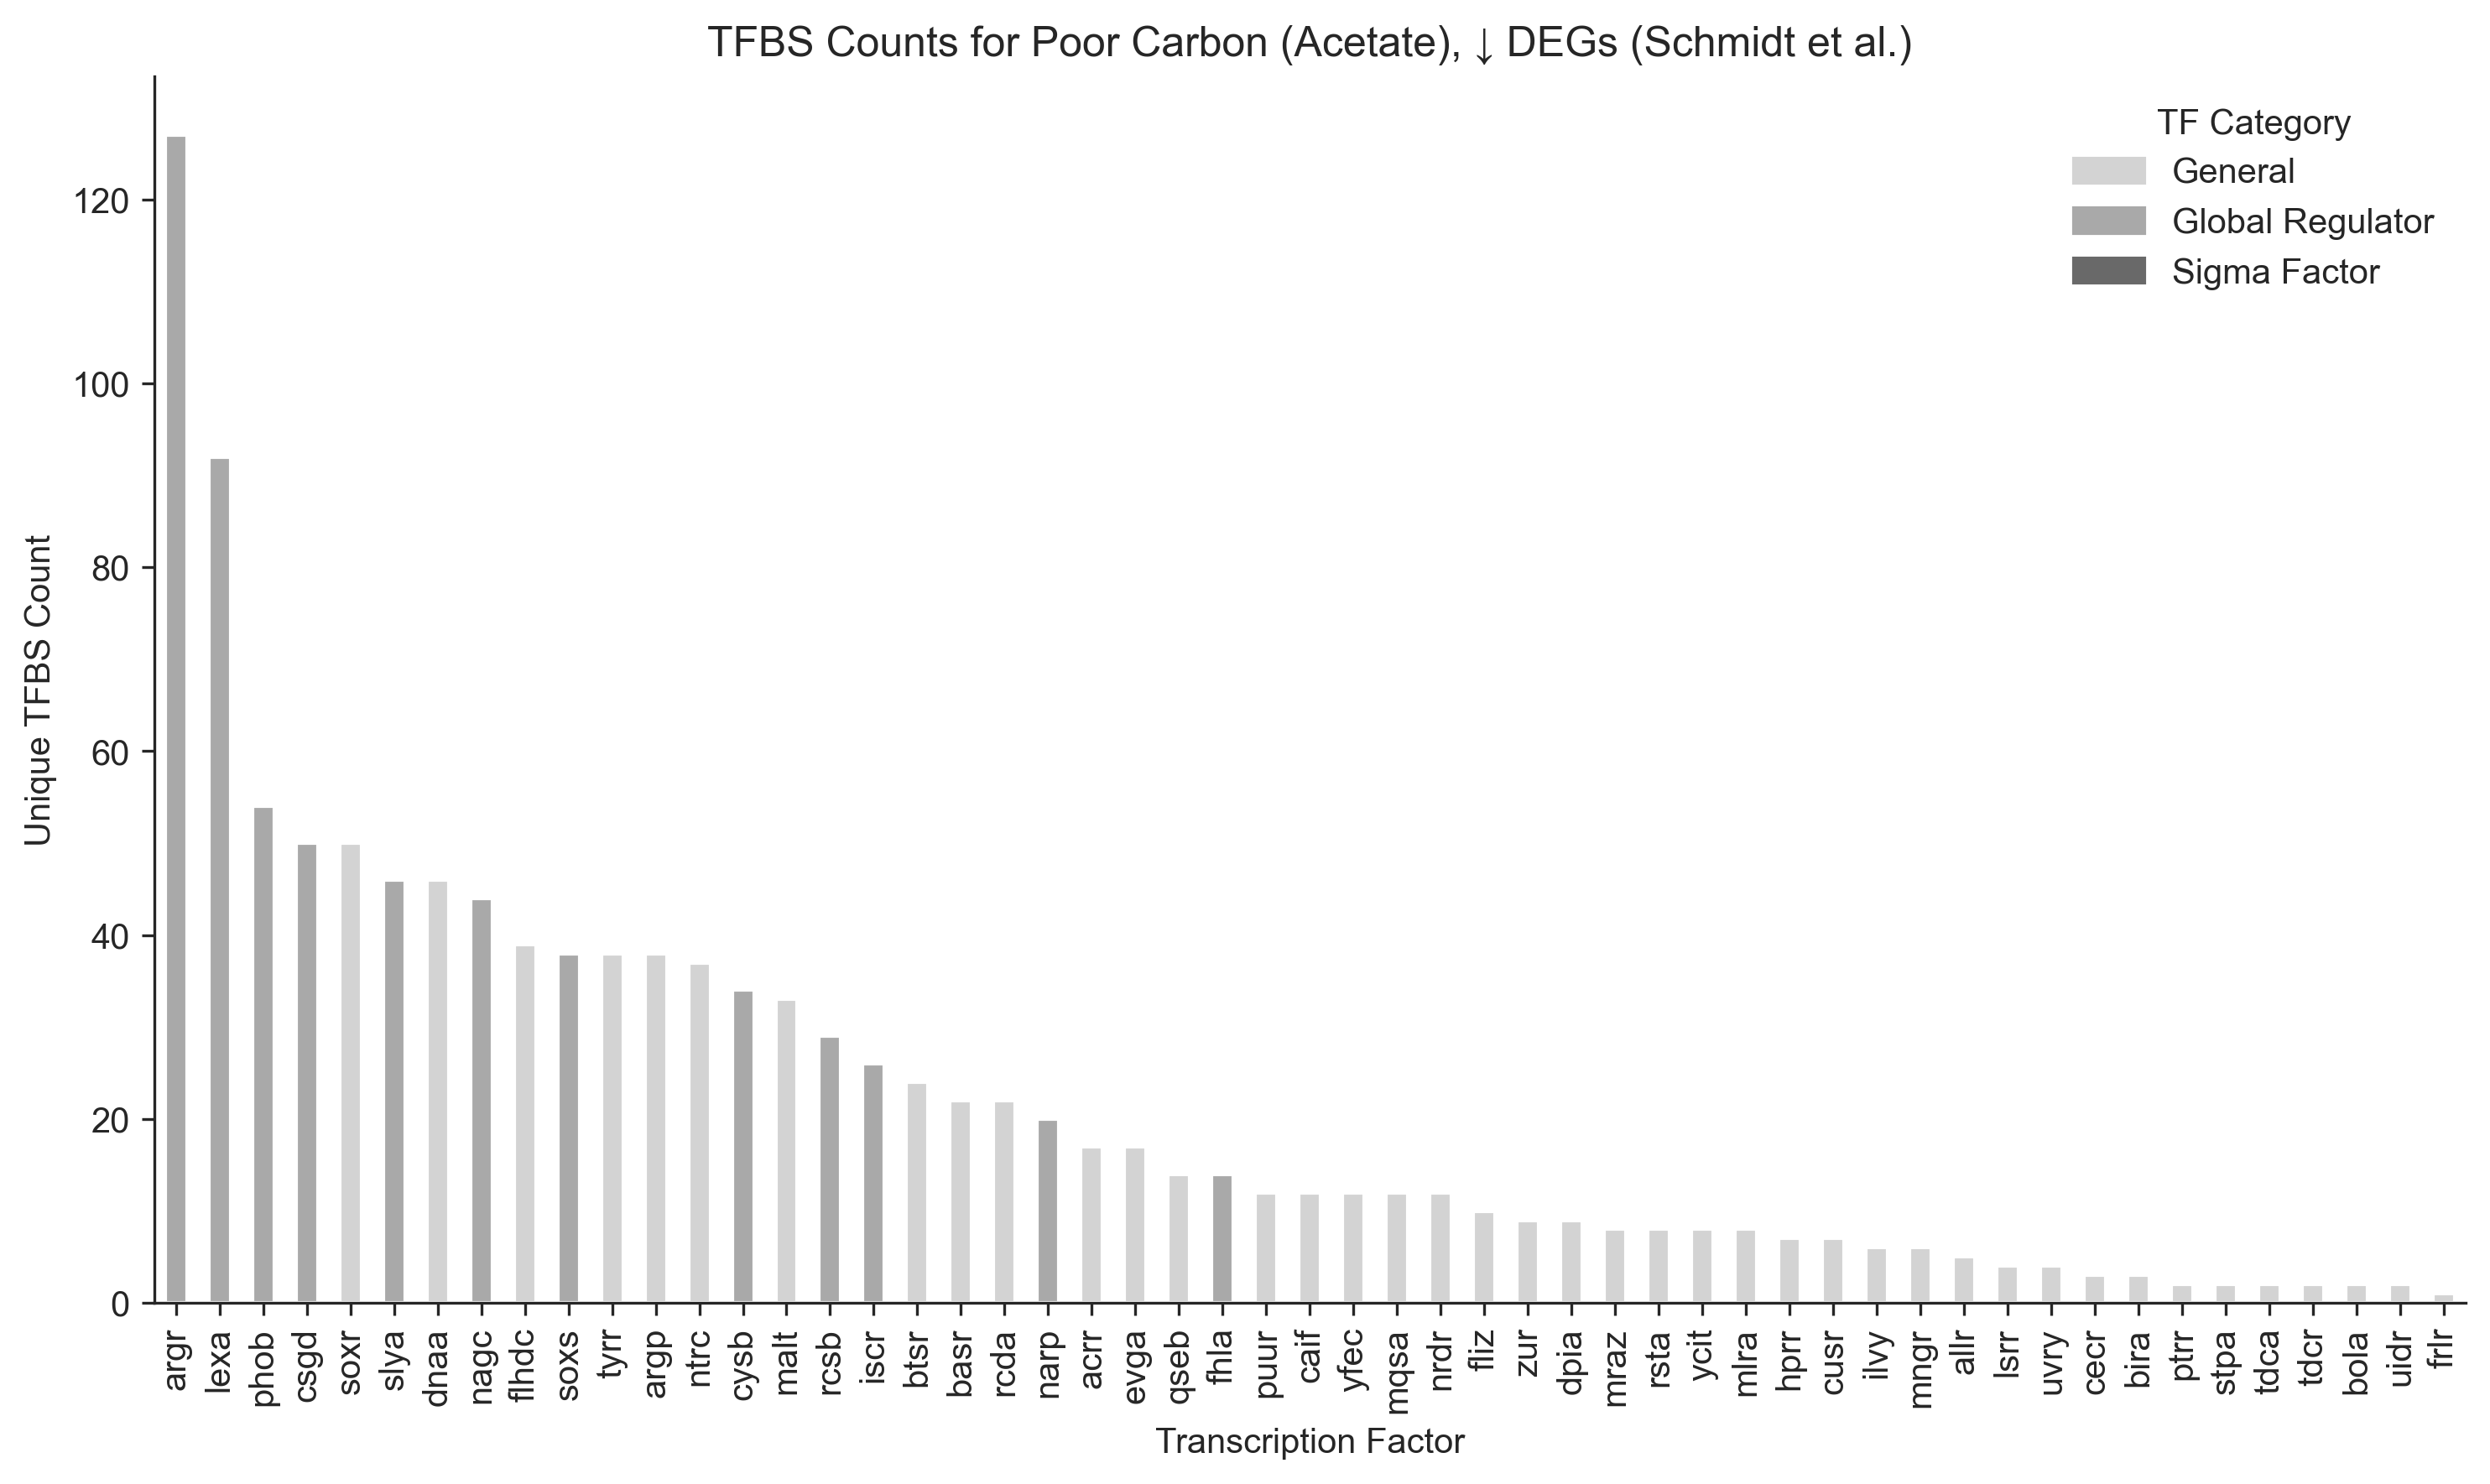 TFBS Counts for Poor Carbon (Acetate), ↓ DEGs (Schmidt et al.)
TF Category
General
Global Regulator
Sigma Factor
Unique TFBS Count
120
100
80
60
40
20
0
argr
lexa
phob
csgd
soxr
slya
dnaa
nagc
flhdc
soxs
tyrr
argp
ntrc
cysb
malt
rcsb
iscr
btsr
basr
rcda
narp
acrr
evga
qseb
fhla
puur
caif
yfec
mqsa
nrdr
fliz
zur
dpia
mraz
rsta
ycit
mlra
hprr
cusr
ilvy
mngr
allr
lsrr
uvry
cecr
bira
ptrr
stpa
tdca
tdcr
bola
uidr
frlr
Transcription Factor